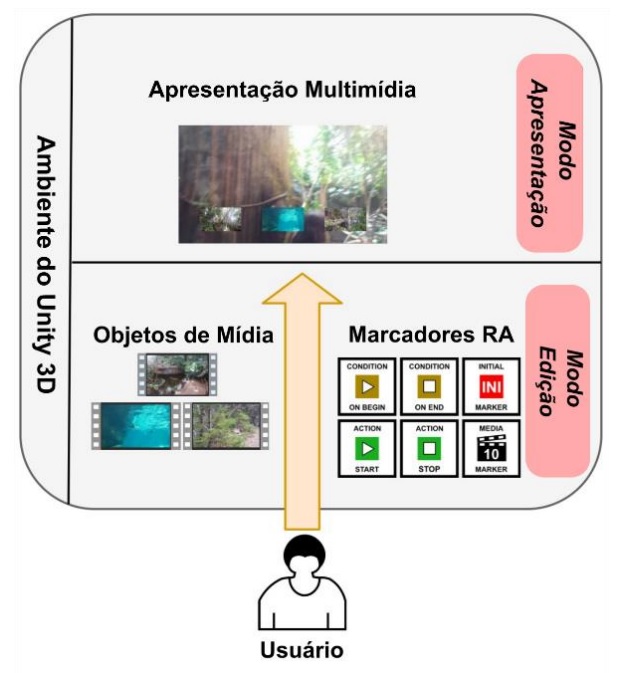 Ambiente do Unity 3D
Apresentação Multimídia
Modo
Apresentação
Objetos de Mídia
Marcadores RA
CONDITION
ON BEGIN
CONDITION
ON END
INITIAL
INI
MARKER
ACTION
START
ACTION
STOP
MEDIA
10
MARKER
Modo
Edição
Usuário